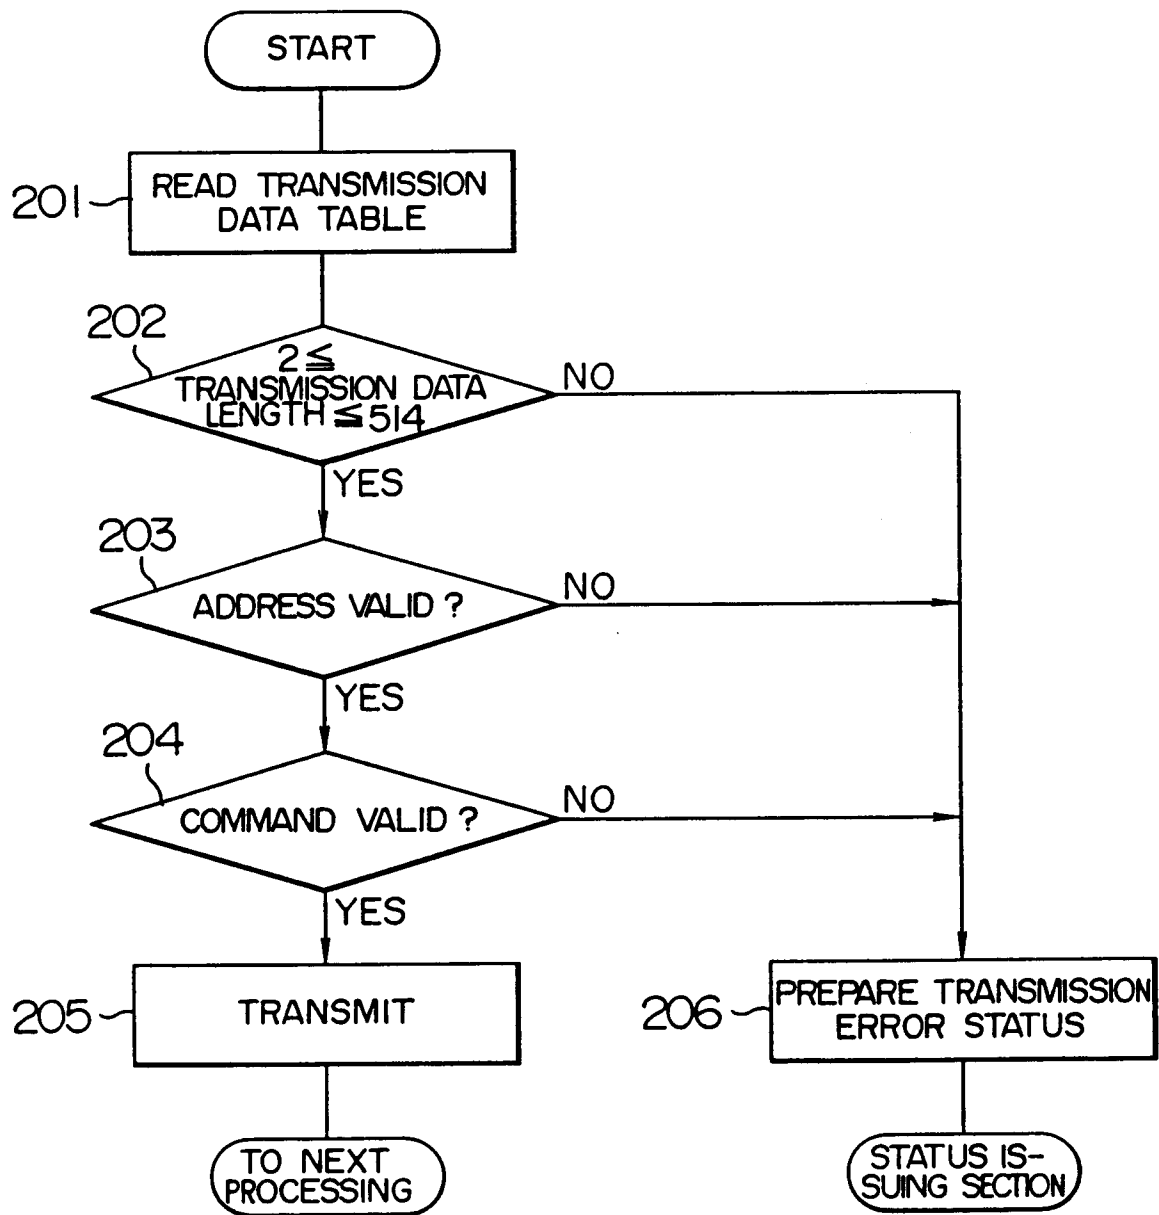 START
201
READ TRANSMISSION
DATA TABLE
202
2 ≦
TRANSMISSION DATA
LENGTH ≦ 514
NO
YES
203
ADDRESS VALID ?
NO
YES
204
COMMAND VALID ?
NO
YES
205
TRANSMIT
206
PREPARE TRANSMISSION
ERROR STATUS
TO NEXT
PROCESSING
STATUS IS-
SUING SECTION